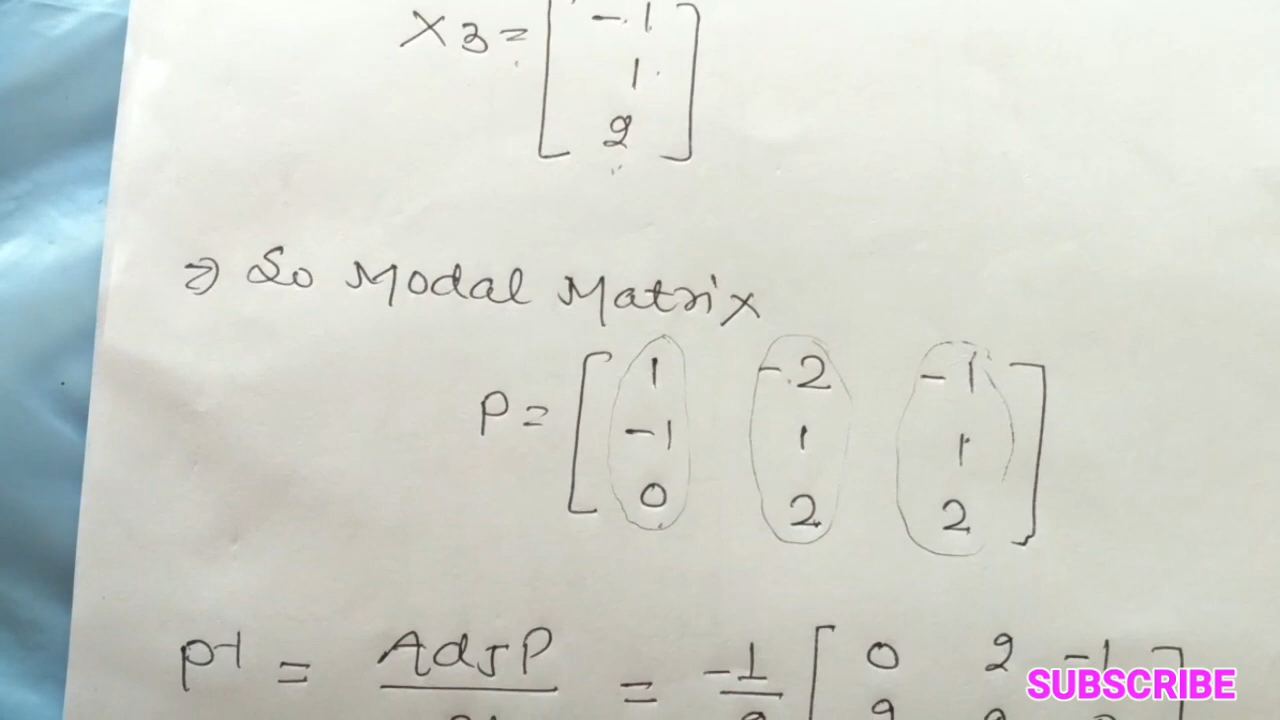 X3 = [ -1
1
2 ]
⇒ So Modal Matrix
P = [ 1 -2 -1
-1 1 1
0 2 2 ]
P-1 = AdjP = -1 [ 0 2 -1 ]
SUBSCRIBE